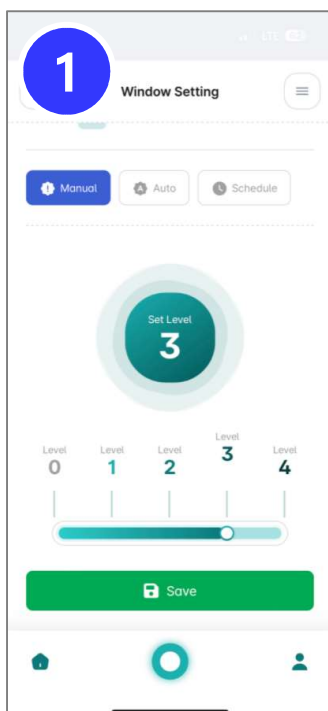 1
LTE
Window Setting
Manual
Auto
Schedule
Set Level
3
Level Level Level Level Level
0 1 2 3 4
Save